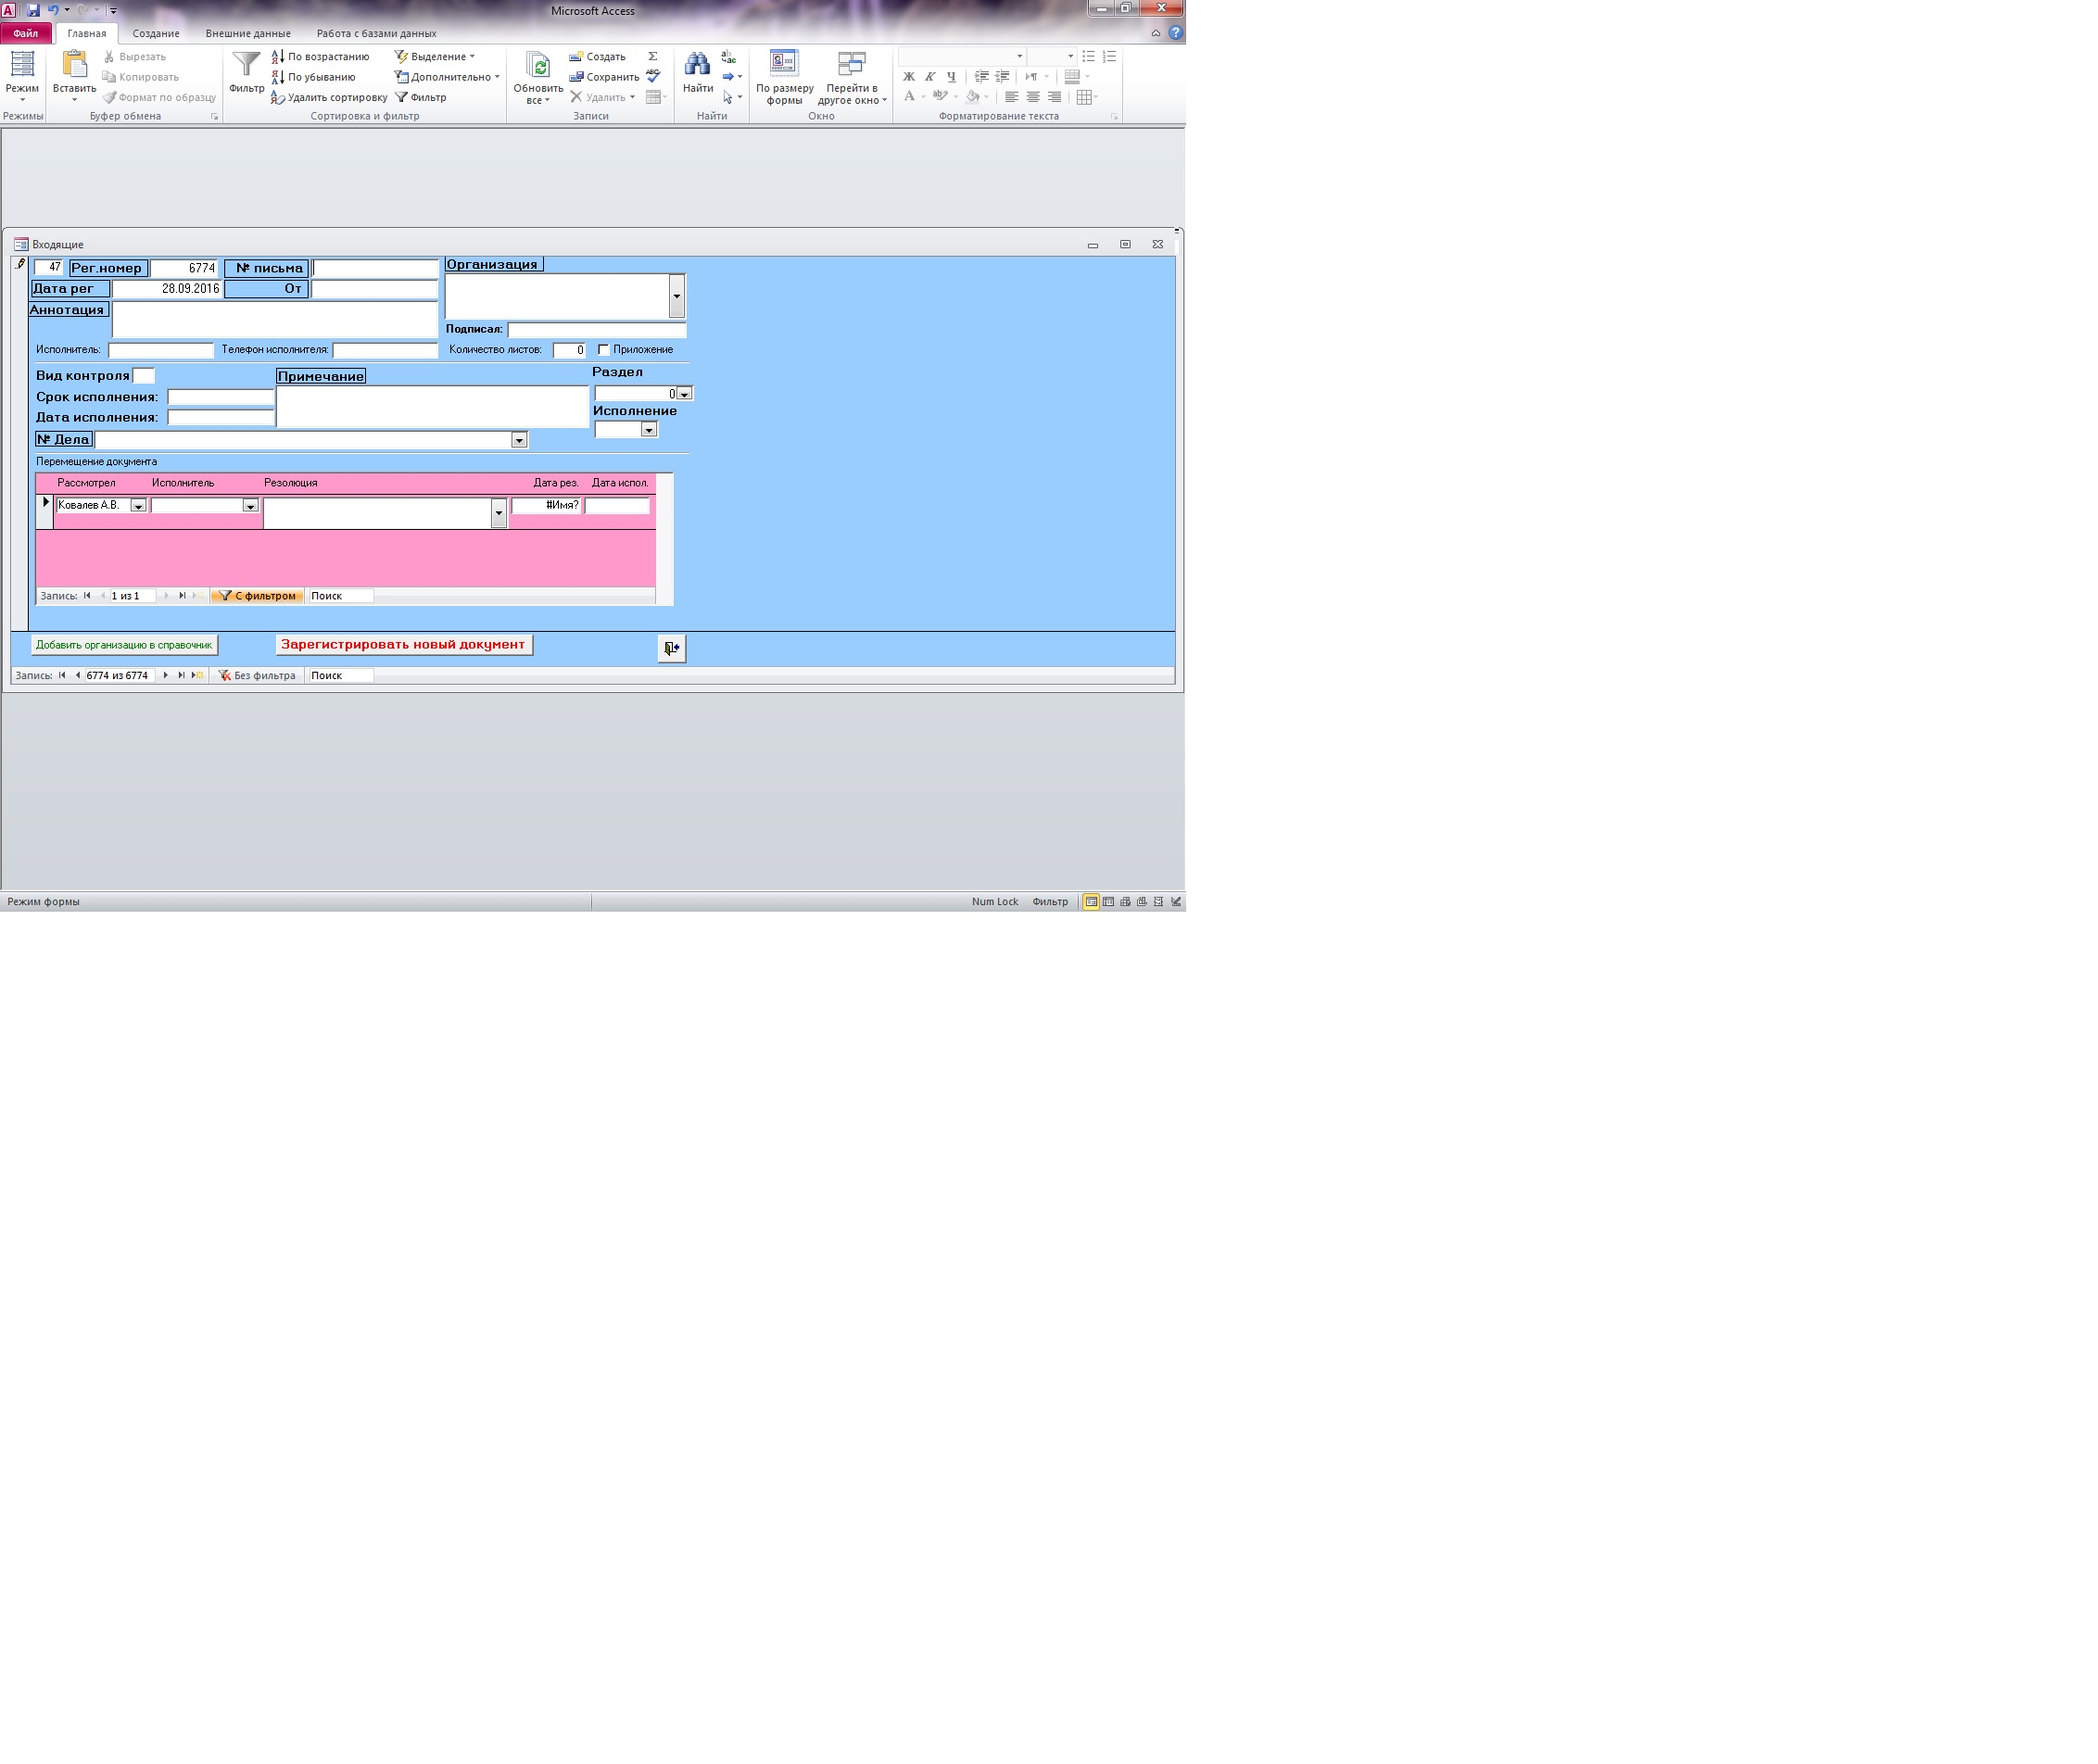 Microsoft Access
Файл Главная Создание Внешние данные Работа с базами данных
Режим
Режимы
Вставить
Вырезать
Копировать
Формат по образцу
Буфер обмена
Фильтр
По возрастанию
По убыванию
Удалить сортировку
Выделение
Дополнительно
Фильтр
Сортировка и фильтр
Обновить
все
Создать
Сохранить
Удалить
Записи
Найти
Найти
По размеру
формы
Перейти в
другое окно
Окно
Ж К Ч
Форматирование текста
Входящие
47 Рег.номер 6774 № письма
Организация
Дата рег 28.09.2016 От
Аннотация
Подписал:
Исполнитель: Телефон исполнителя: Количество листов: 0 Приложение
Вид контроля Примечание Раздел
Срок исполнения: 0
Дата исполнения: Исполнение
№ Дела
Перемещение документа
Рассмотрел Исполнитель Резолюция Дата рез. Дата испол.
Ковалев А.В. #Имя?
Запись: 1 из 1 С фильтром Поиск
Добавить организацию в справочник Зарегистрировать новый документ
Запись: 6774 из 6774 Без фильтра Поиск
Режим формы Num Lock Фильтр